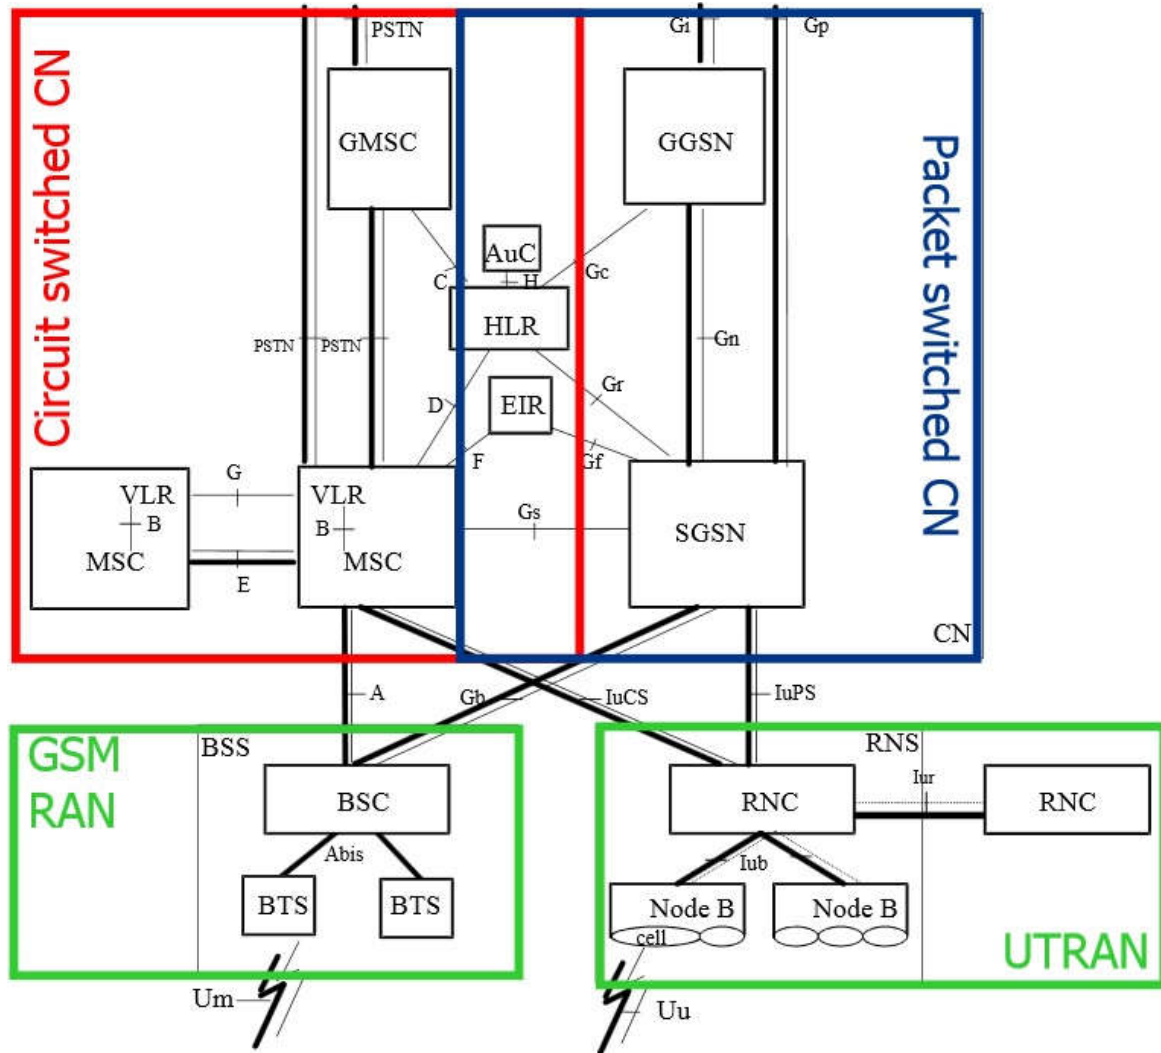 PSTN
Gi
Gp
Circuit switched CN
Packet switched CN
GMSC
GGSN
AuC
C
H
Gc
HLR
PSTN
PSTN
Gn
D
Gr
EIR
F
Gf
G
VLR
B
MSC
E
VLR
B
MSC
Gs
SGSN
CN
A
Gb
IuCS
IuPS
GSM
RAN
BSS
BSC
Abis
BTS
BTS
Um
RNS
RNC
Iur
RNC
Iub
Node B
Node B
cell
UTRAN
Uu